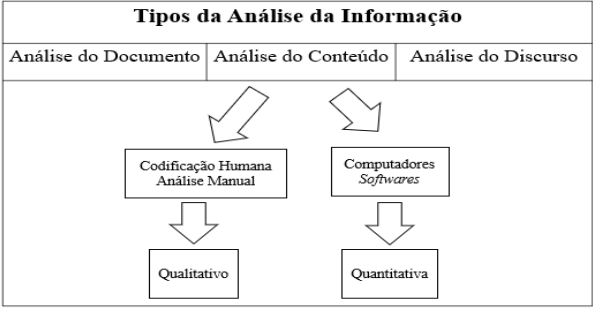 Tipos da Análise da Informação
Análise do Documento
Análise do Conteúdo
Análise do Discurso
Codificação Humana
Análise Manual
Computadores
Softwares
Qualitativo
Quantitativa